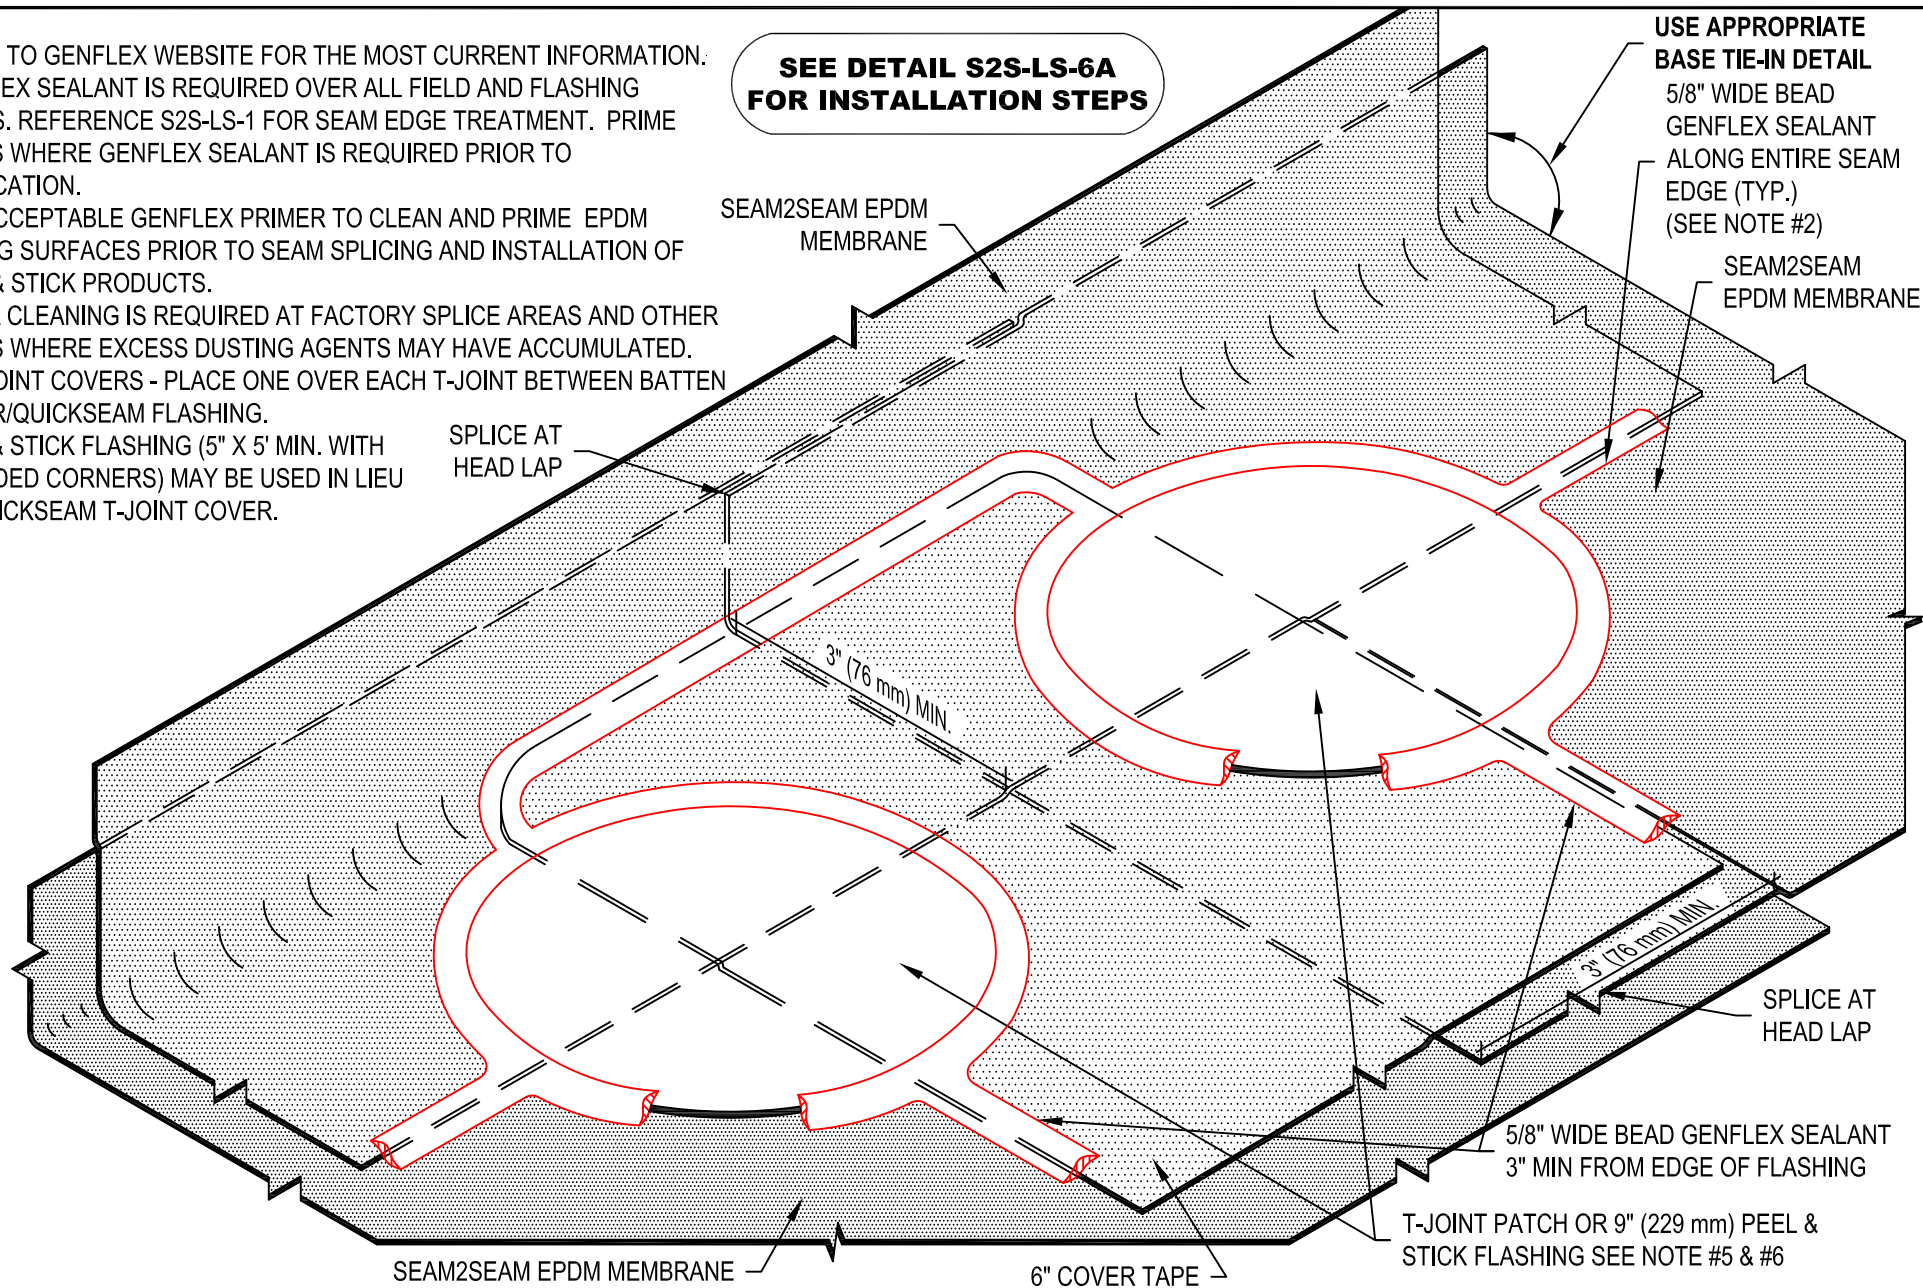 TO GENFLEX WEBSITE FOR THE MOST CURRENT INFORMATION.
EX SEALANT IS REQUIRED OVER ALL FIELD AND FLASHING
S. REFERENCE S2S-LS-1 FOR SEAM EDGE TREATMENT. PRIME
S WHERE GENFLEX SEALANT IS REQUIRED PRIOR TO
CATION.
CCEPTABLE GENFLEX PRIMER TO CLEAN AND PRIME EPDM
G SURFACES PRIOR TO SEAM SPLICING AND INSTALLATION OF
& STICK PRODUCTS.
CLEANING IS REQUIRED AT FACTORY SPLICE AREAS AND OTHER
S WHERE EXCESS DUSTING AGENTS MAY HAVE ACCUMULATED.
OINT COVERS - PLACE ONE OVER EACH T-JOINT BETWEEN BATTEN
R/QUICKSEAM FLASHING.
& STICK FLASHING (5" X 5' MIN. WITH
DED CORNERS) MAY BE USED IN LIEU
ICKSEAM T-JOINT COVER.
SEE DETAIL S2S-LS-6A
FOR INSTALLATION STEPS
USE APPROPRIATE
BASE TIE-IN DETAIL
5/8" WIDE BEAD
GENFLEX SEALANT
ALONG ENTIRE SEAM
EDGE (TYP.)
(SEE NOTE #2)
SEAM2SEAM EPDM
MEMBRANE
SEAM2SEAM
EPDM MEMBRANE
SPLICE AT
HEAD LAP
3" (76 mm) MIN.
3" (76 mm) MIN.
SPLICE AT
HEAD LAP
5/8" WIDE BEAD GENFLEX SEALANT
3" MIN FROM EDGE OF FLASHING
T-JOINT PATCH OR 9" (229 mm) PEEL &
STICK FLASHING SEE NOTE #5 & #6
SEAM2SEAM EPDM MEMBRANE
6" COVER TAPE